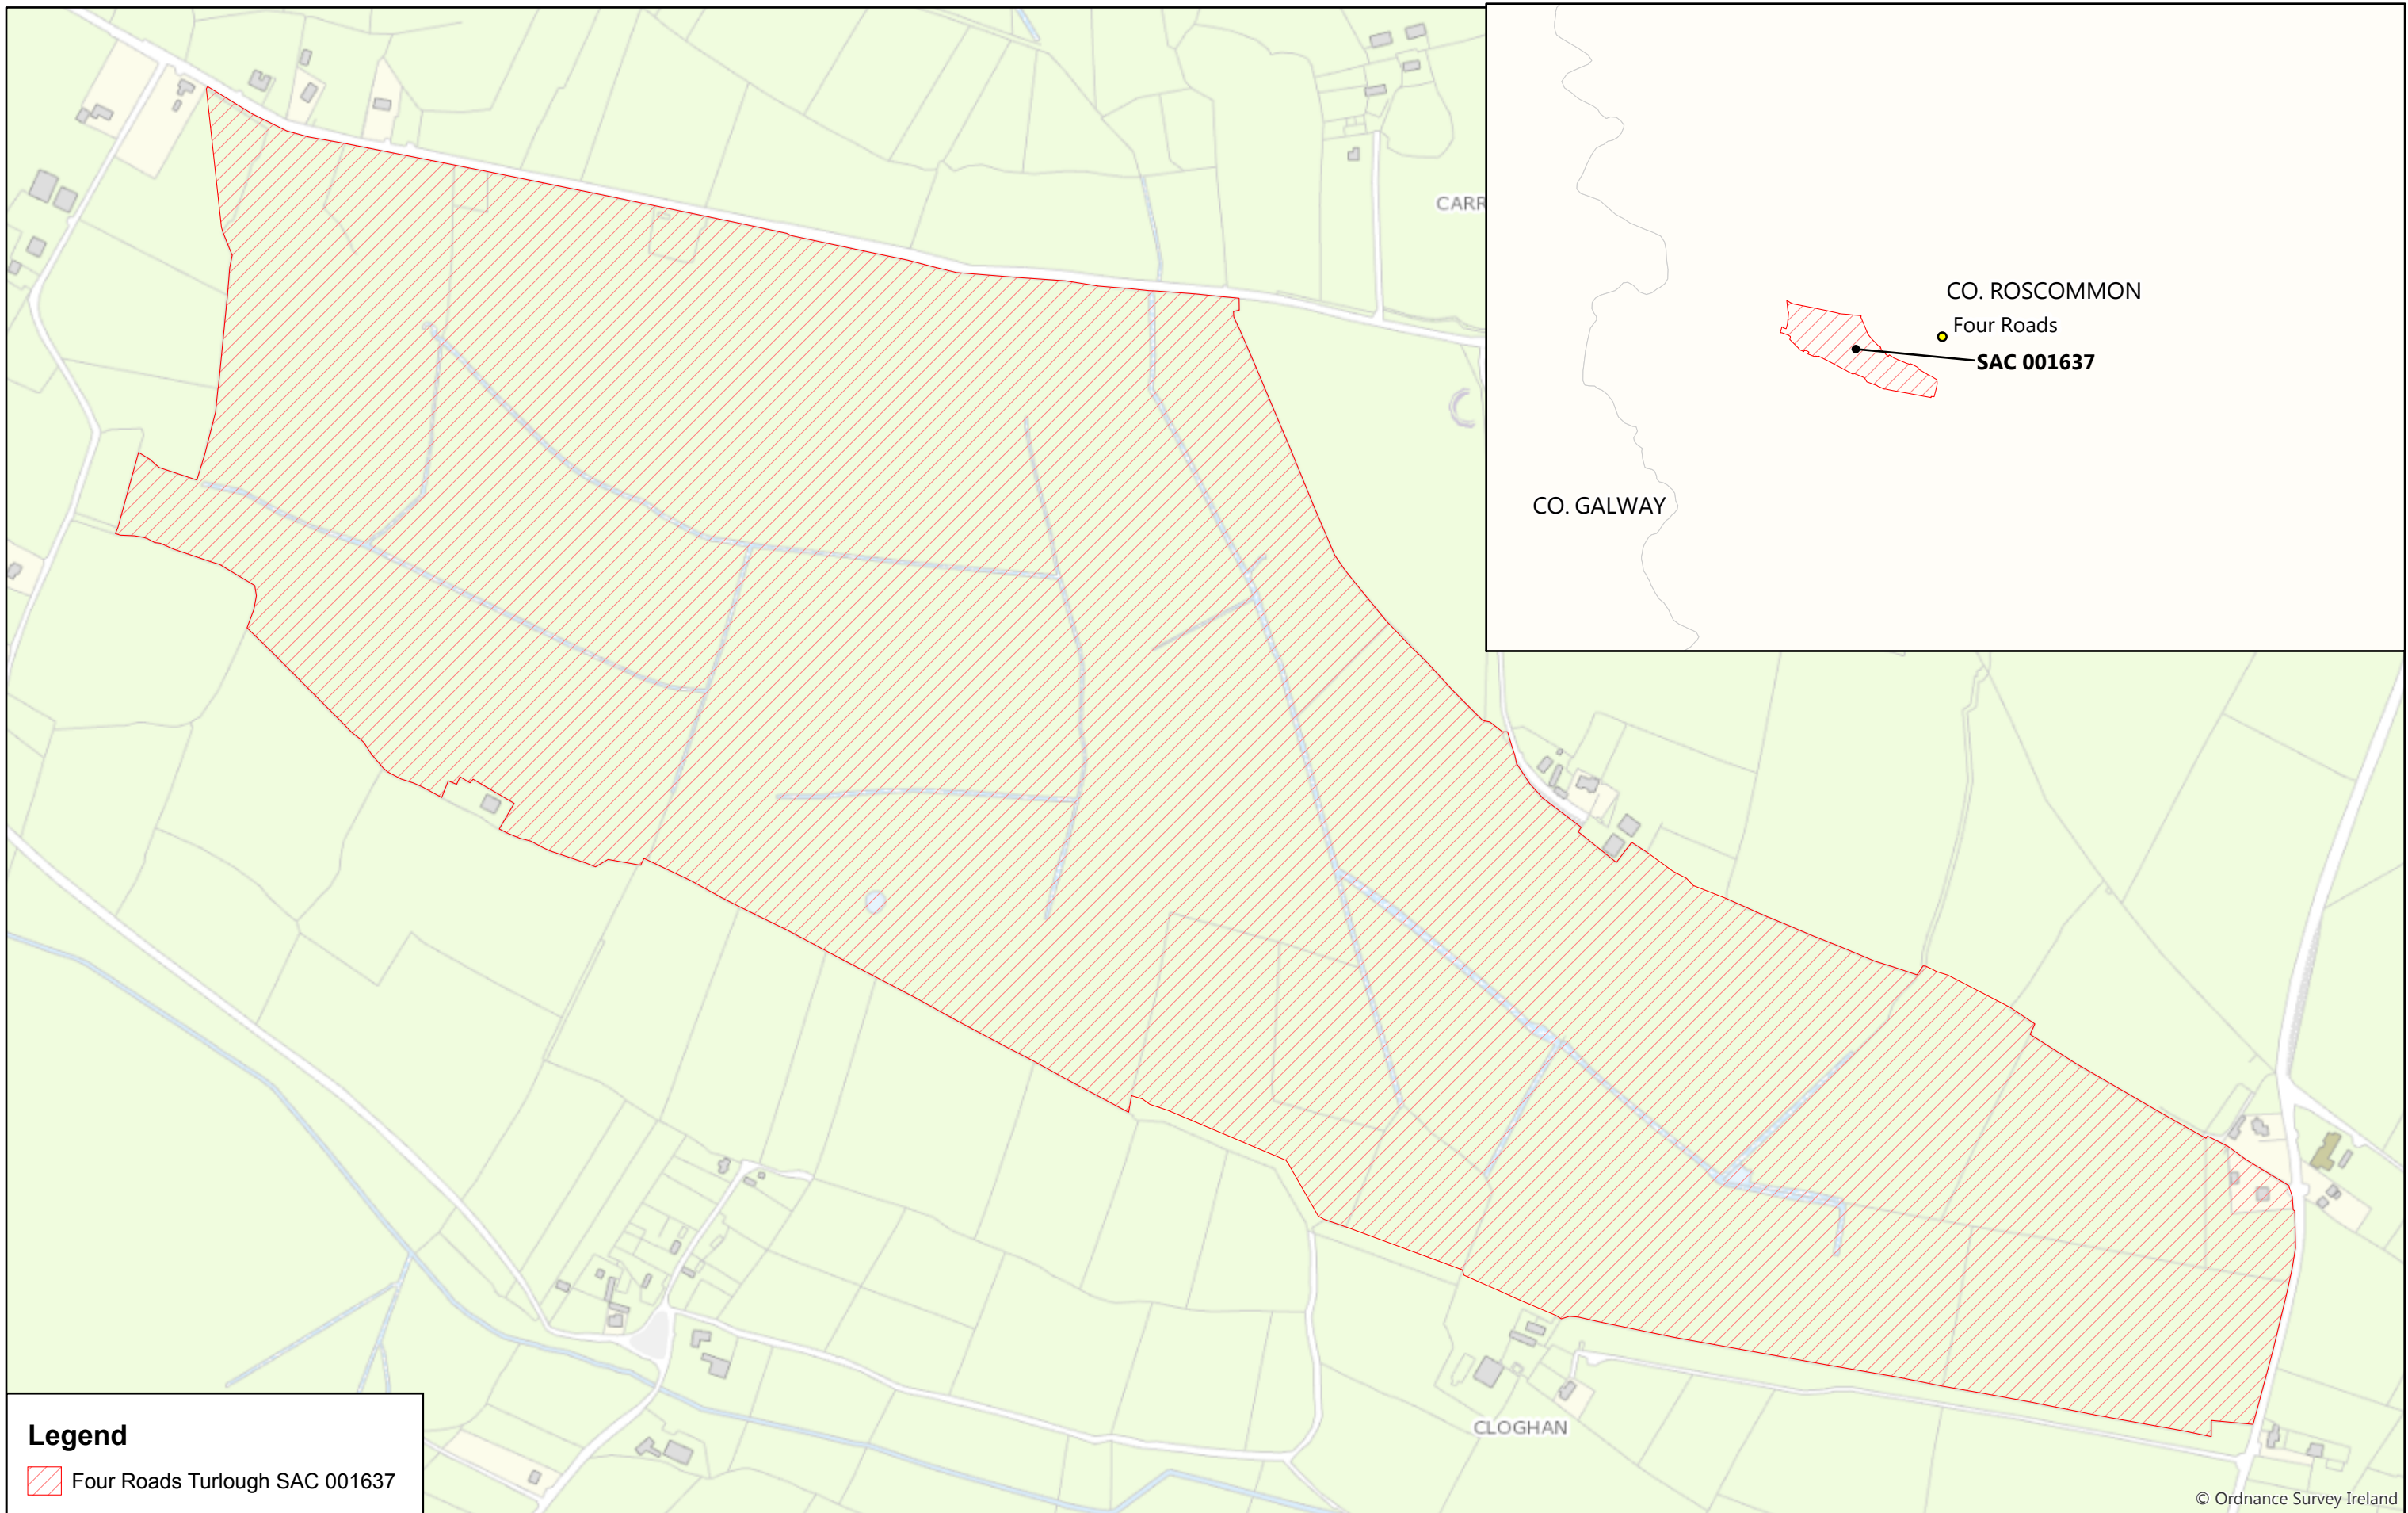 CARR
CO. ROSCOMMON
Four Roads
SAC 001637
CO. GALWAY
CLOGHAN
Legend
Four Roads Turlough SAC 001637
© Ordnance Survey Ireland